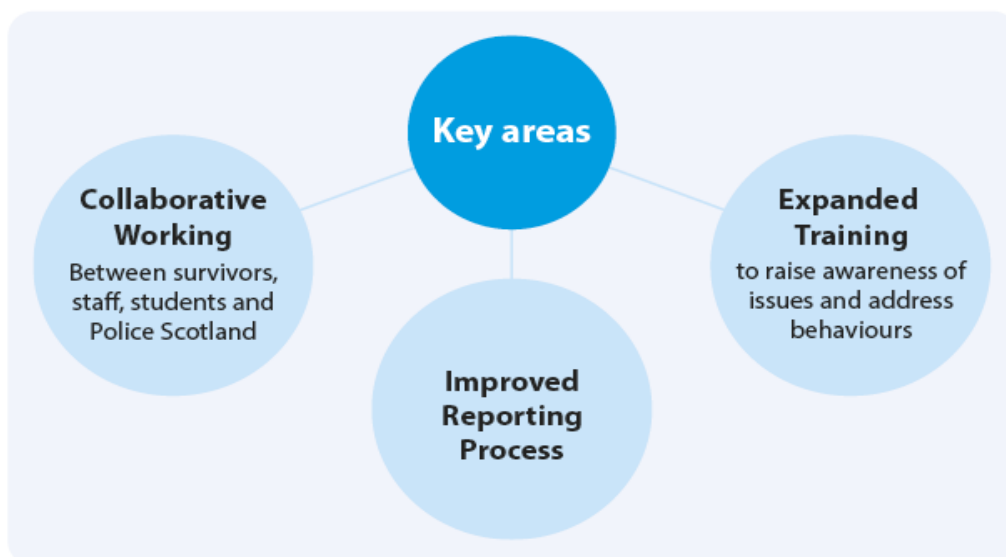 Key areas
Collaborative
Working
Between survivors,
staff, students and
Police Scotland
Improved
Reporting
Process
Expanded
Training
to raise awareness of
issues and address
behaviours